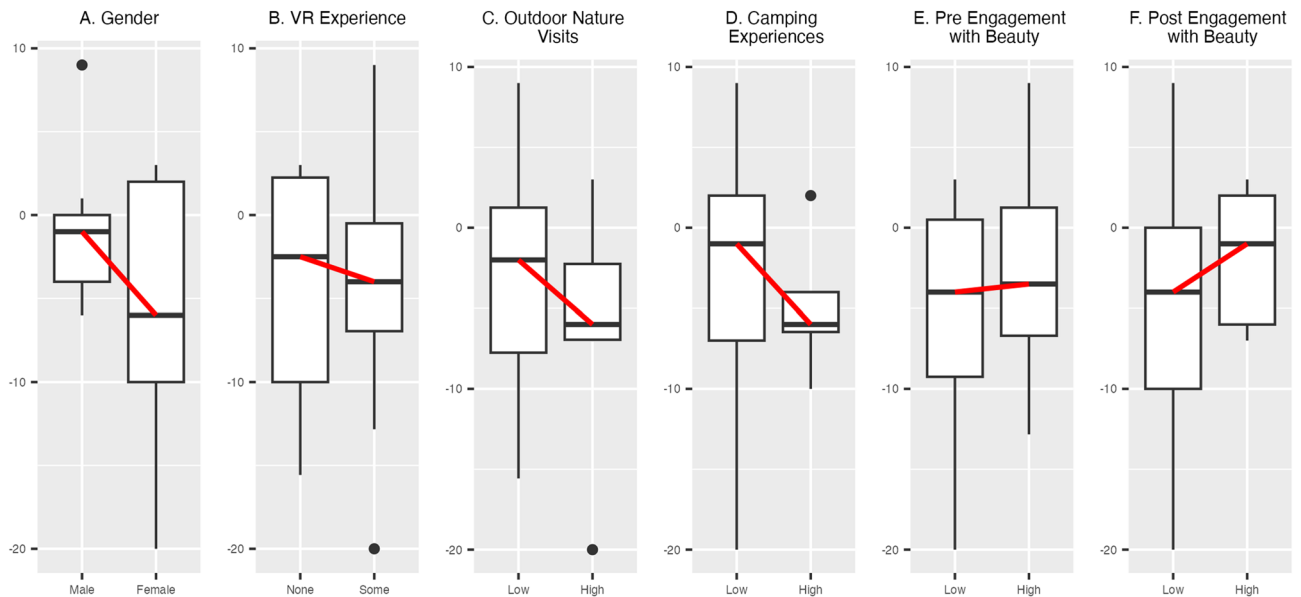 A. Gender
10
0
-10
-20
Male Female
B. VR Experience
10
0
-10
-20
None Some
C. Outdoor Nature
Visits
10
0
-10
-20
Low High
D. Camping
Experiences
10
0
-10
-20
Low High
E. Pre Engagement
with Beauty
10
0
-10
-20
Low High
F. Post Engagement
with Beauty
10
0
-10
-20
Low High